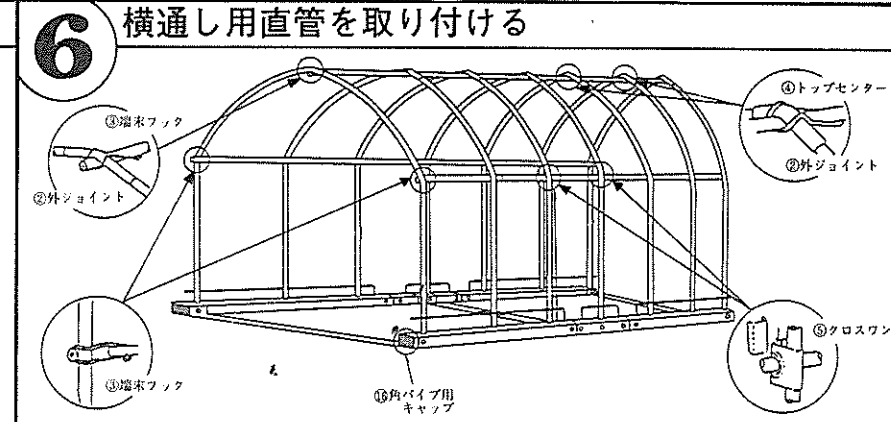 6 横通し用直管を取り付ける
③端末フック
②外ジョイント
④トップセンター
②外ジョイント
③端末フック
⑯角パイプ用
キャップ
⑤クロスワン